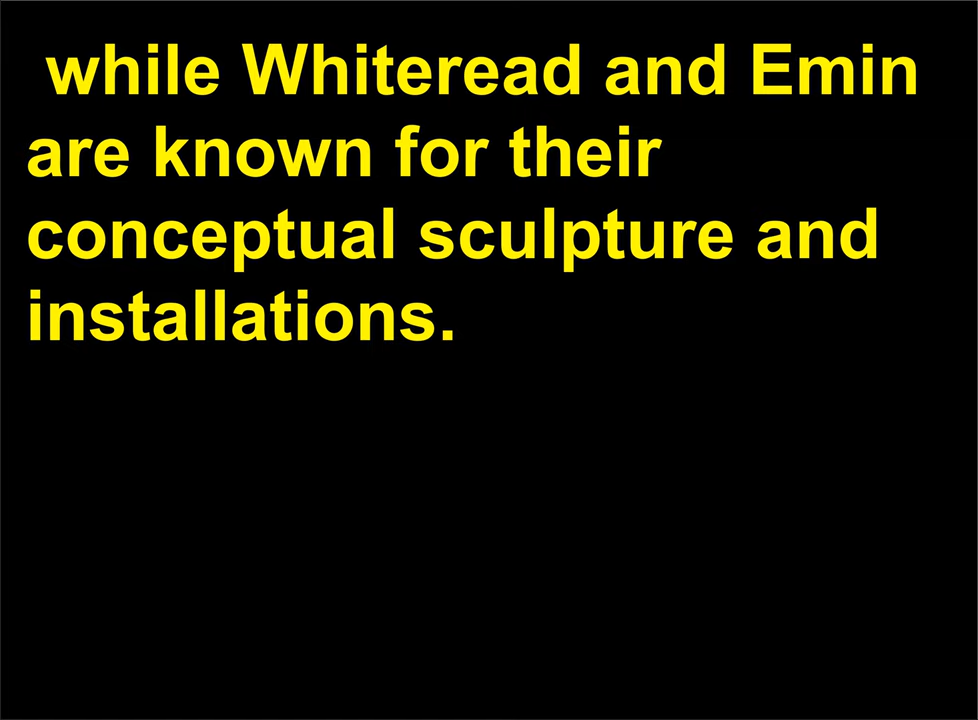 while Whiteread and Emin
are known for their
conceptual sculpture and
installations.